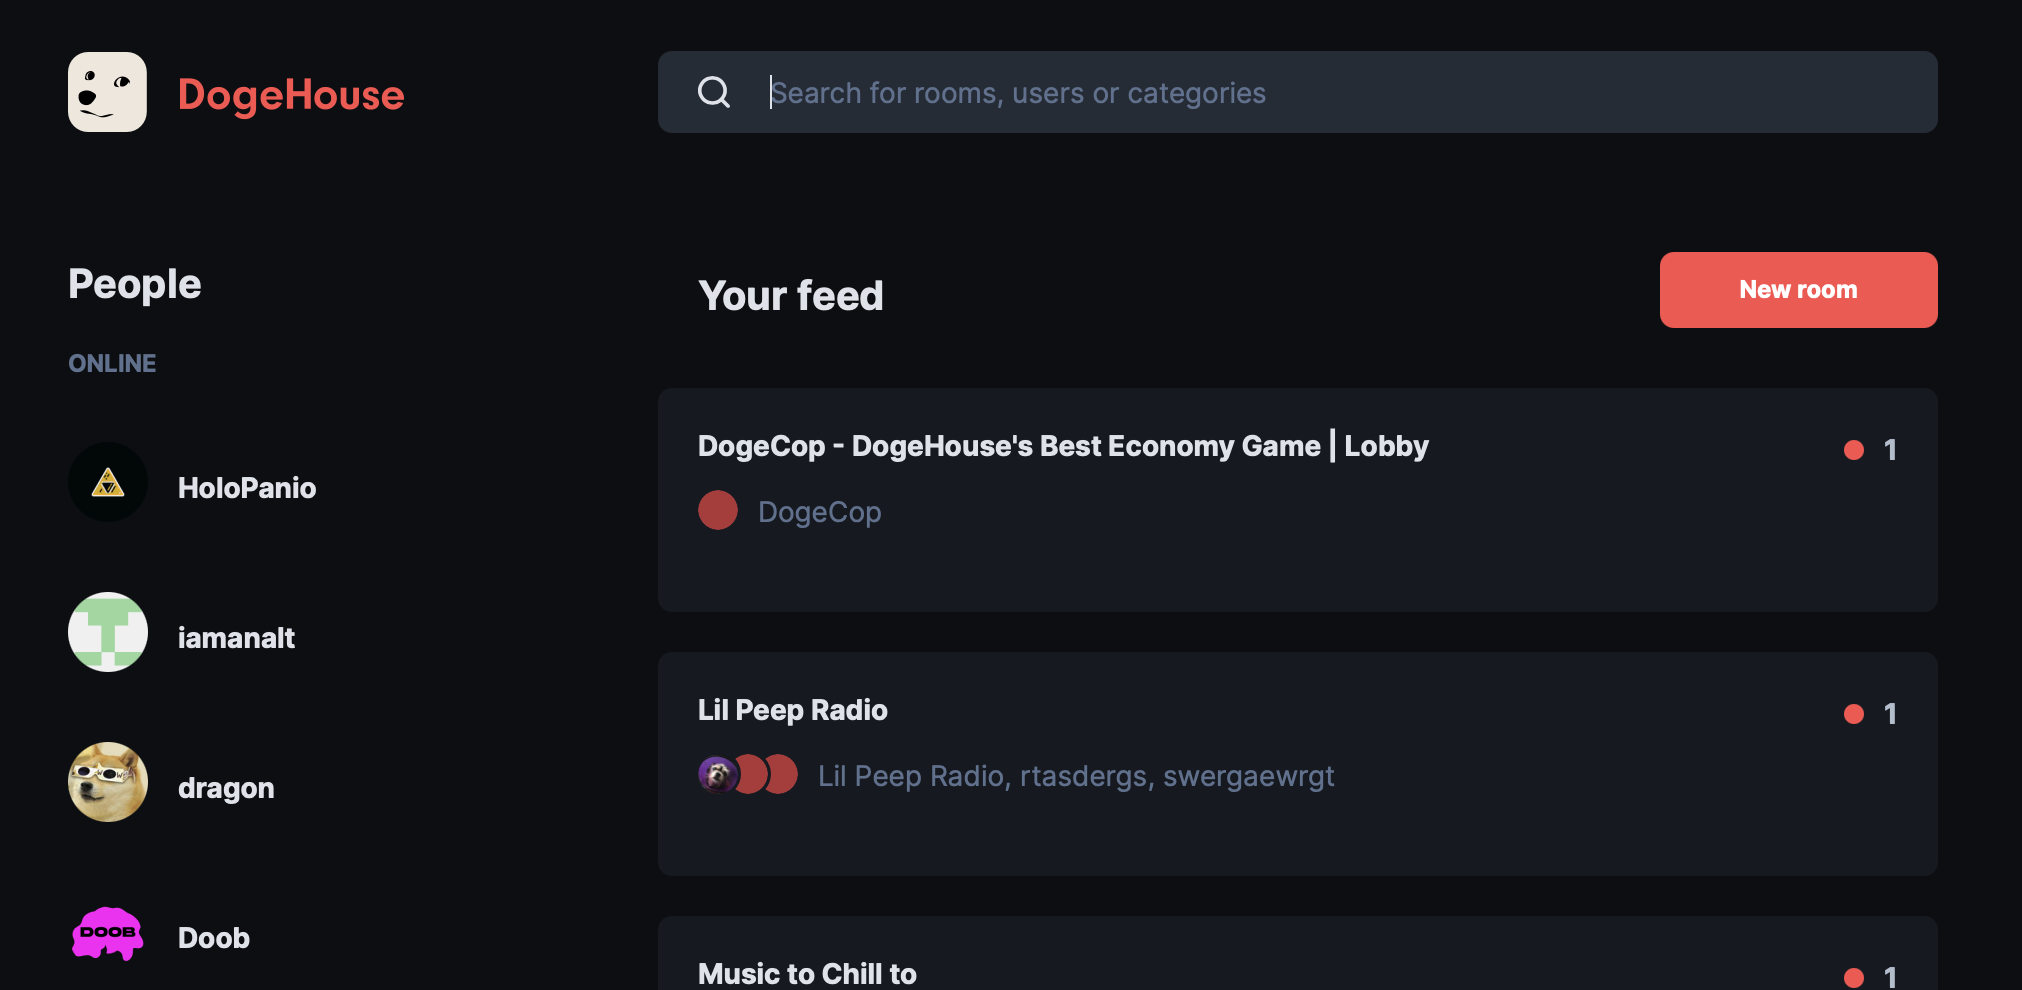 DogeHouse
Search for rooms, users or categories
People
ONLINE
HoloPanio
iamanalt
dragon
DOOB
Doob
Your feed
New room
DogeCop - DogeHouse's Best Economy Game | Lobby
1
DogeCop
Lil Peep Radio
1
Lil Peep Radio, rtasdergs, swergaewrgt
Music to Chill to
1